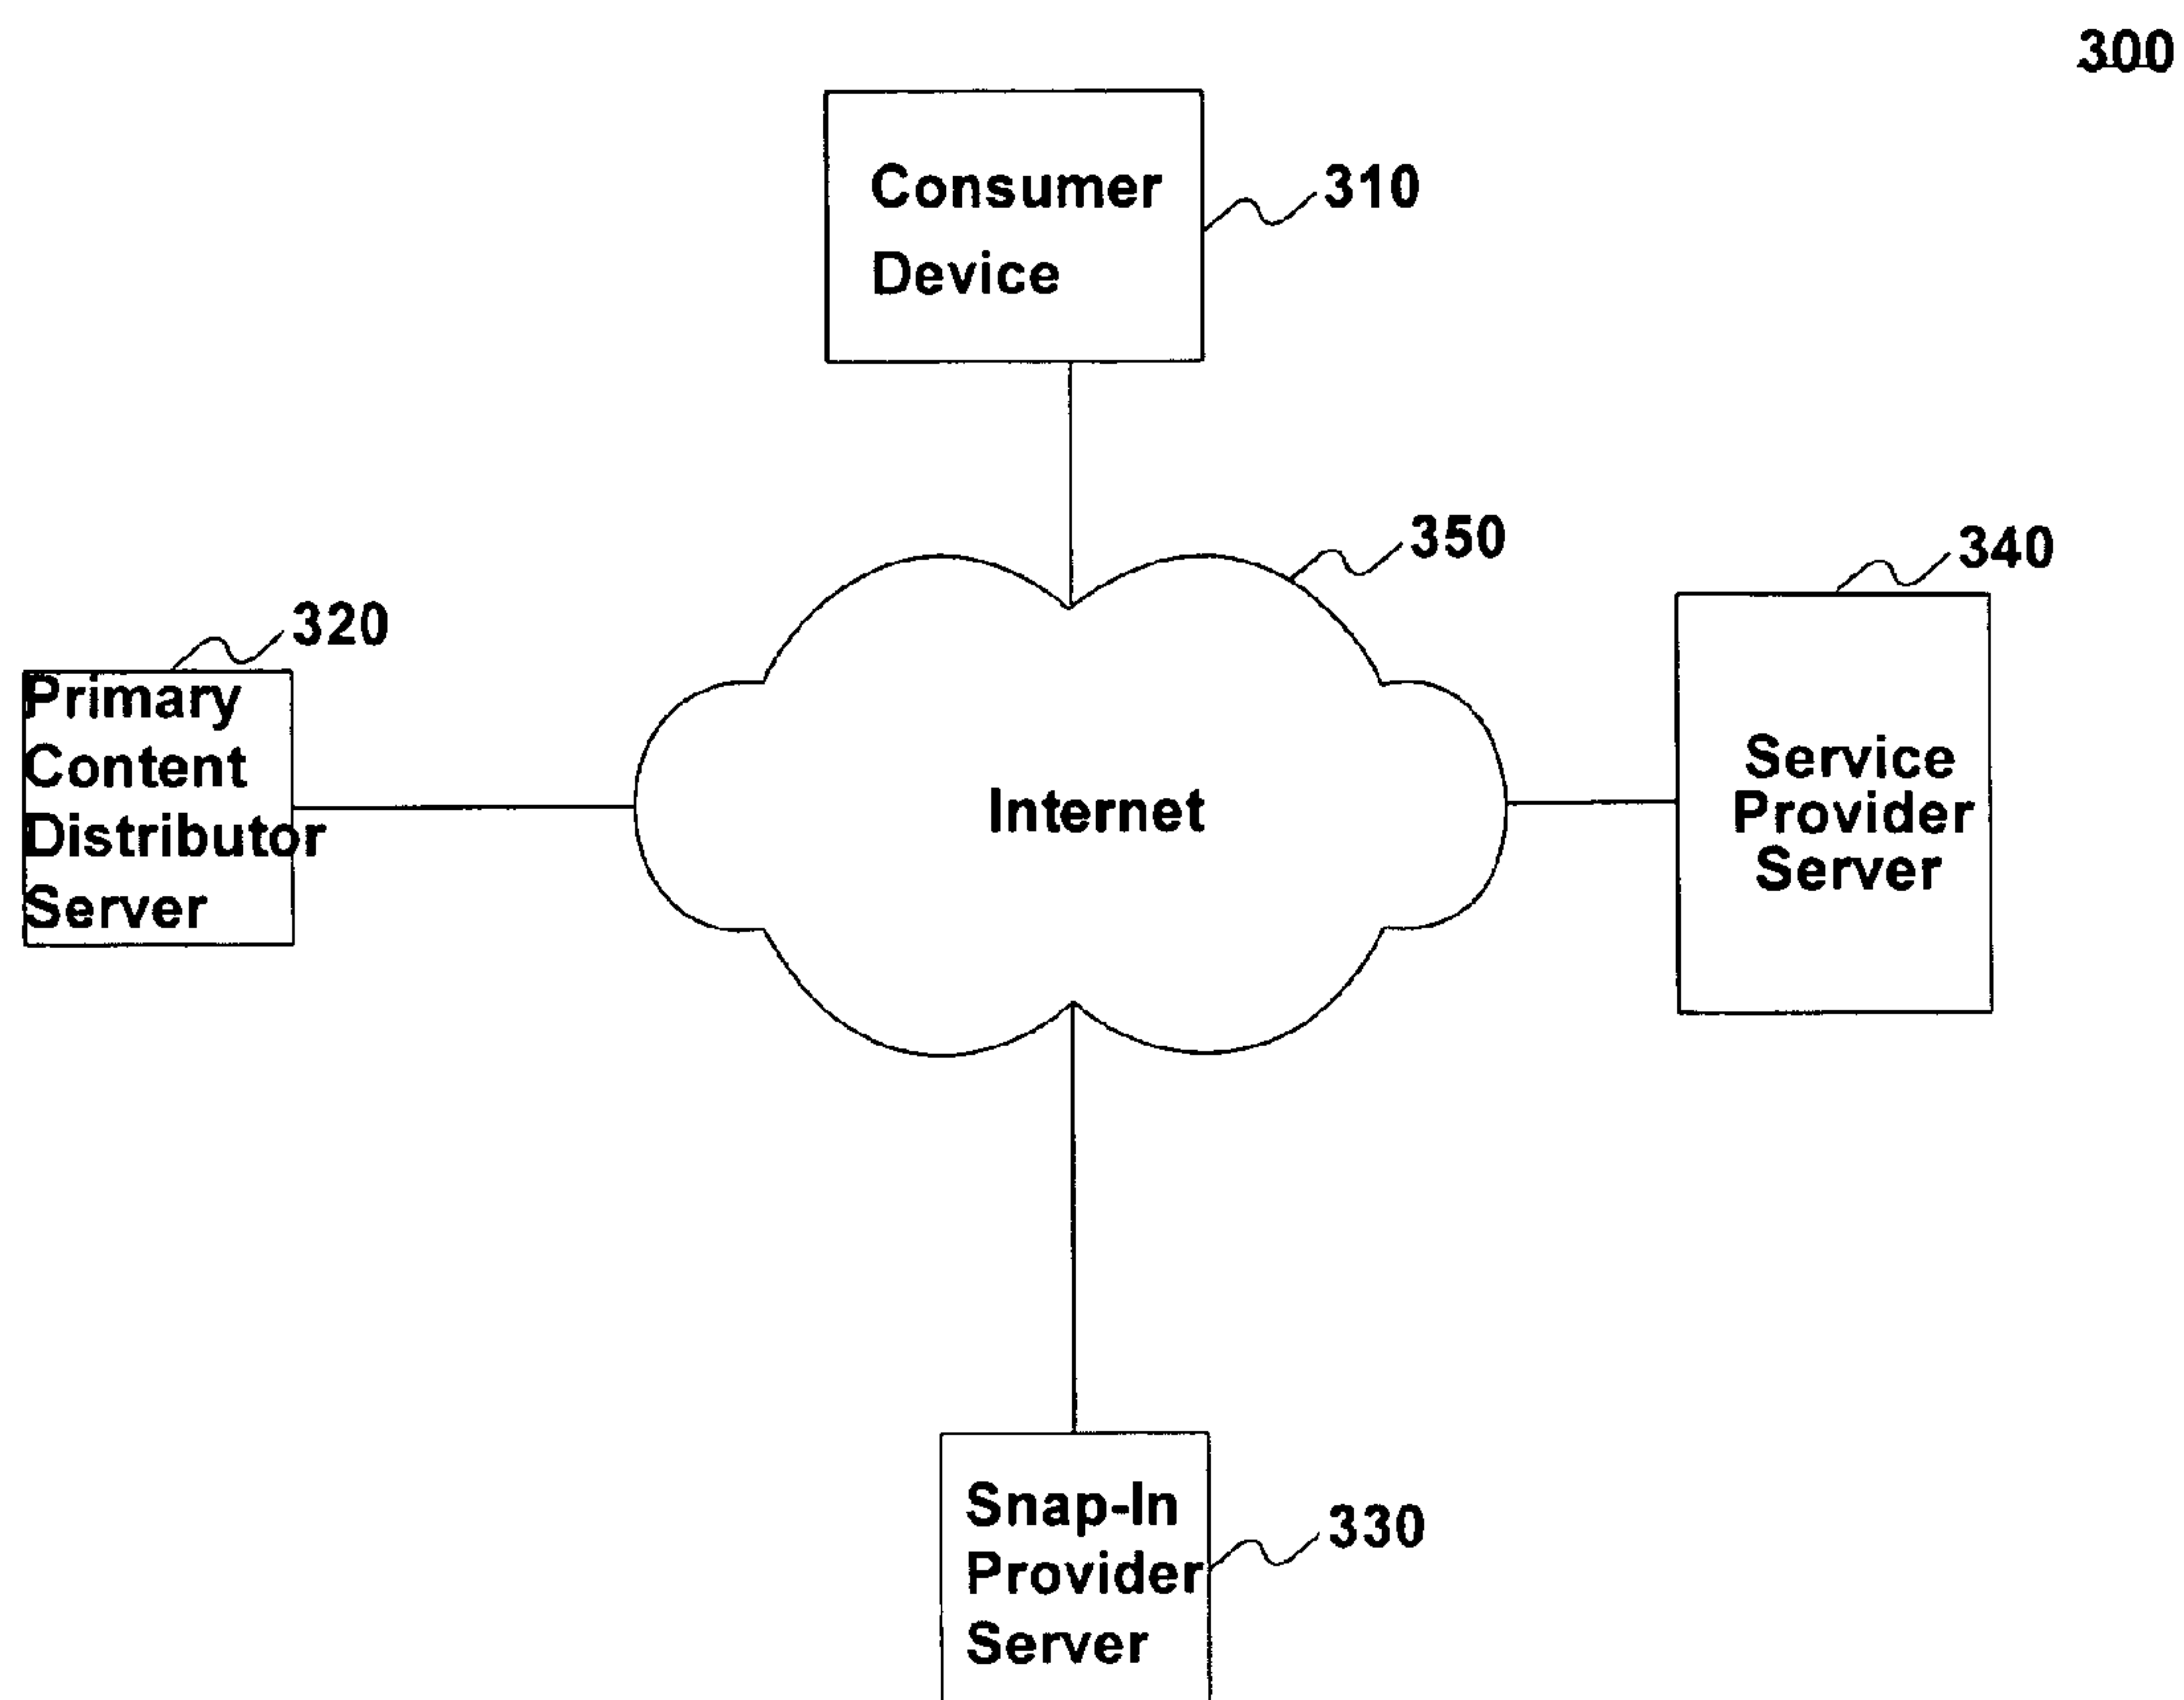 300
Consumer
Device
310
350
340
320
Primary
Content
Distributor
Server
Internet
Service
Provider
Server
Snap-In
Provider
Server
330